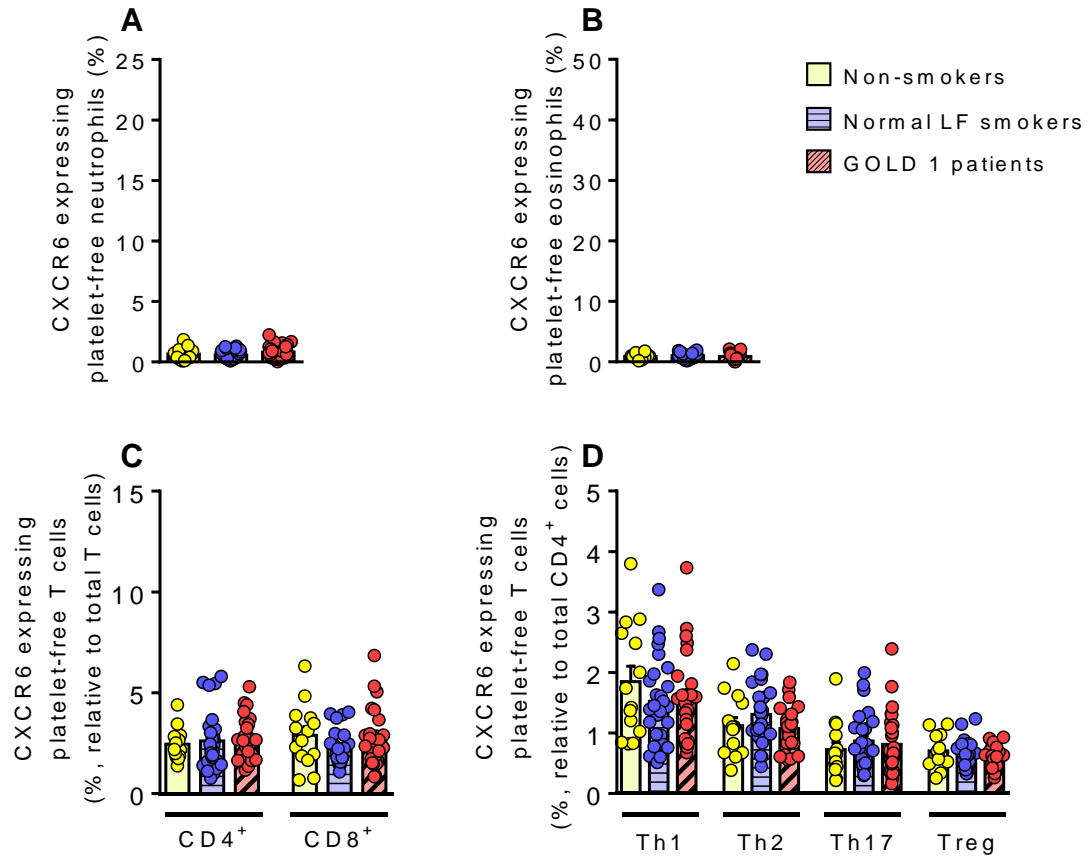 A
CXCR6 expressing
platelet-free neutrophils (%)
25
20
15
10
5
0
B
CXCR6 expressing
platelet-free eosinophils (%)
50
40
30
20
10
0
Non-smokers
Normal LF smokers
GOLD 1 patients
C
CXCR6 expressing
platelet-free T cells
(%, relative to total T cells)
15
10
5
0
CD4⁺ CD8⁺
D
CXCR6 expressing
platelet-free T cells
(%, relative to total CD4⁺ cells)
5
4
3
2
1
0
Th1 Th2 Th17 Treg